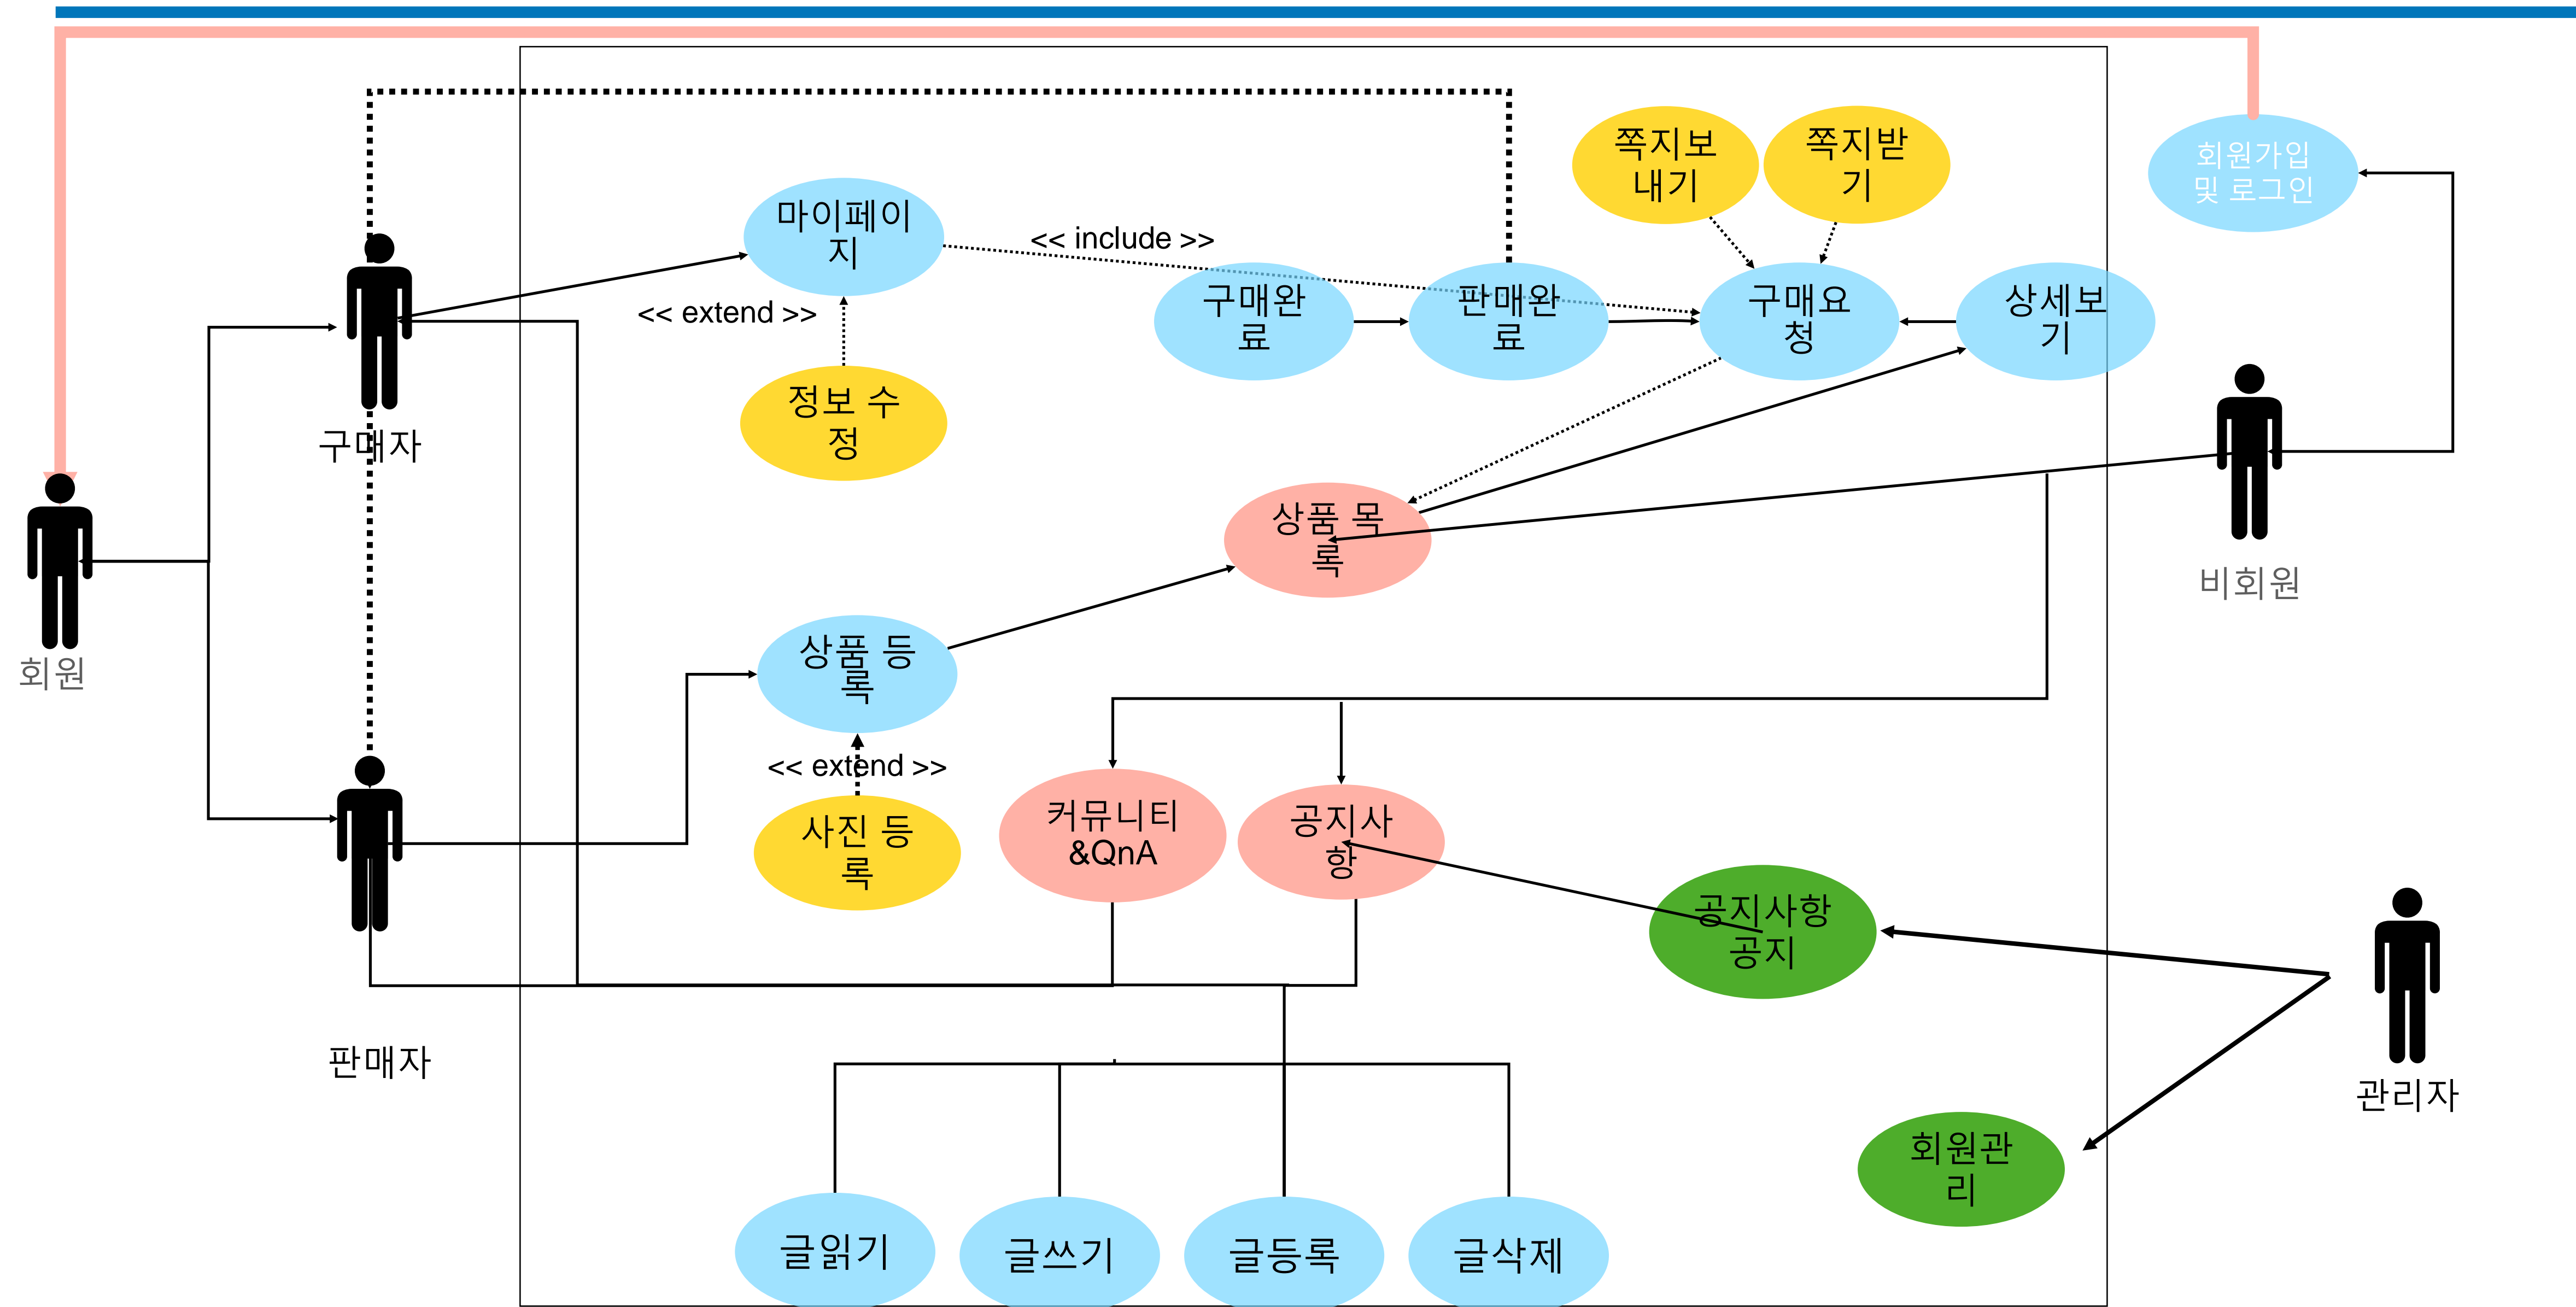 쪽지보
내기
쪽지받
기
회원가입
및 로그인
마이페이
지
<< include >>
<< extend >>
구매완
료
판매완
료
구매요
청
상세보
기
정보 수
정
구매자
상품 목
록
비회원
회원
상품 등
록
<< extend >>
사진 등
록
커뮤니티
&QnA
공지사
항
공지사항
공지
판매자
관리자
회원관
리
글읽기
글쓰기
글등록
글삭제